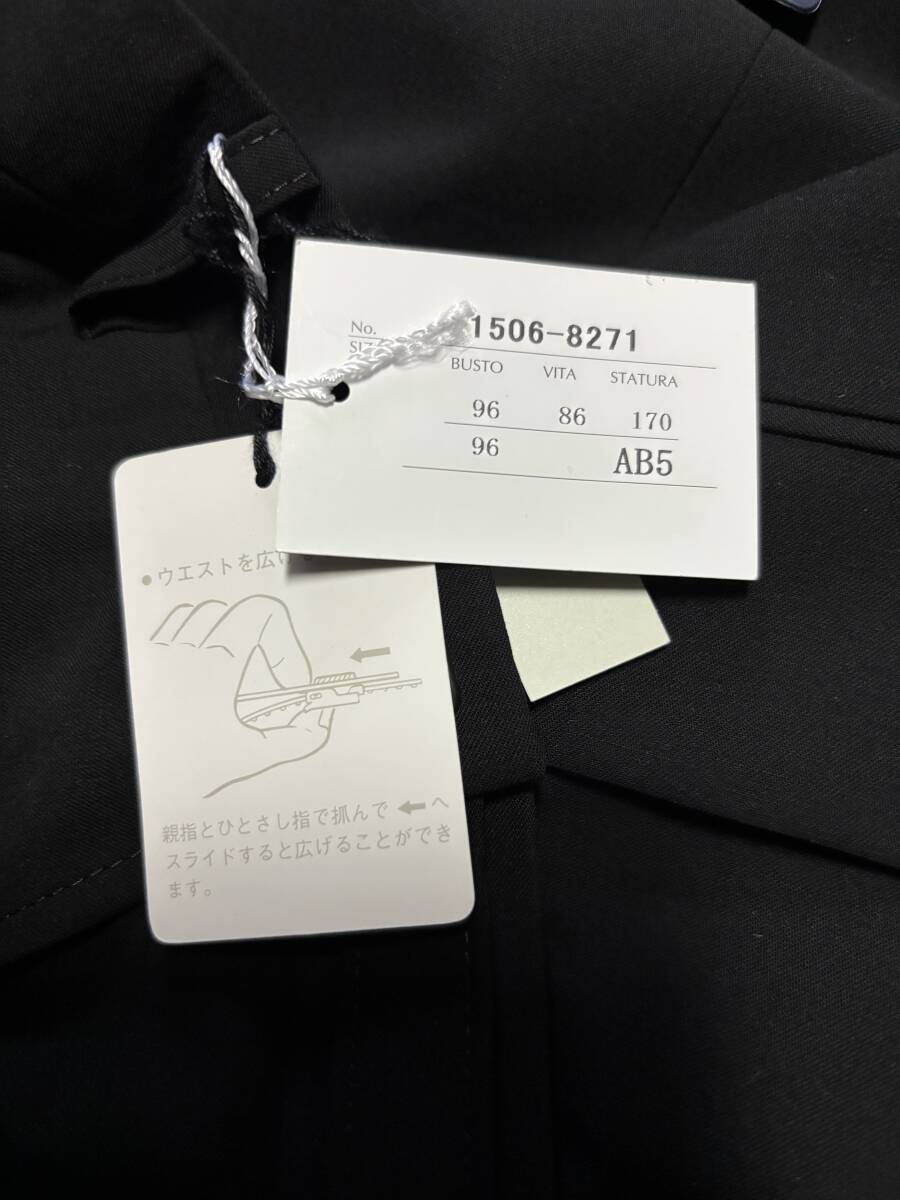 No. 1506-8271
BUSTO VITA STATURA
96 86 170
96 AB5
●ウエストを広げ
親指とひとさし指で抓んで←へ
スライドすると広げることができ
ます。